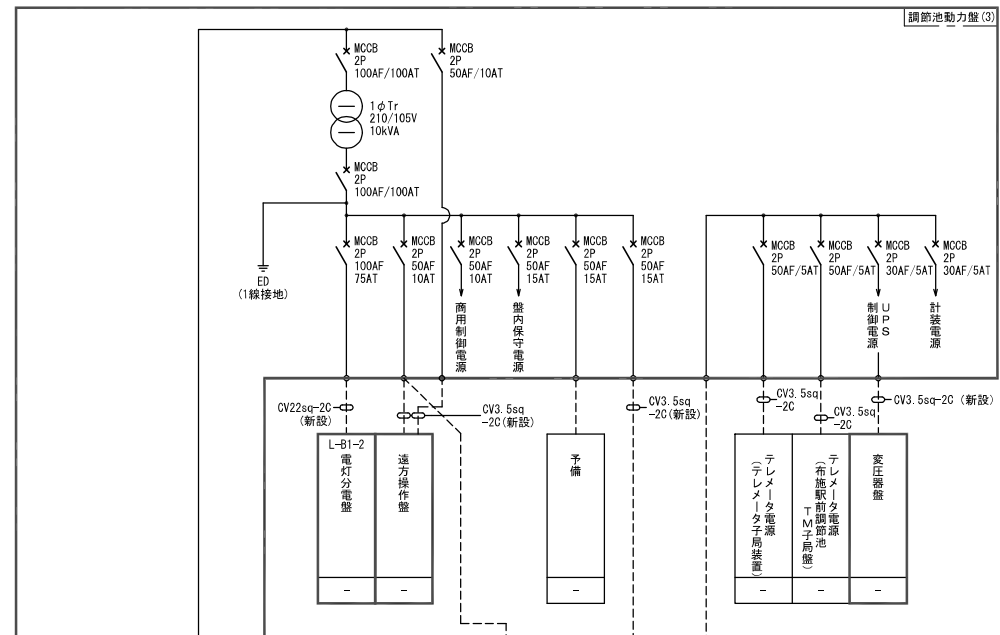 調節池動力盤(3)
MCCB
2P
100AF/100AT
MCCB
2P
50AF/10AT
1φTr
210/105V
10kVA
MCCB
2P
100AF/100AT
ED
(1線接地)
MCCB
2P
100AF
75AT
MCCB
2P
50AF
10AT
MCCB
2P
50AF
10AT
MCCB
2P
50AF
15AT
MCCB
2P
50AF
15AT
MCCB
2P
50AF
15AT
MCCB
2P
50AF/5AT
MCCB
2P
50AF/5AT
MCCB
2P
30AF/5AT
MCCB
2P
30AF/5AT
商用制御電源
盤内保守電源
UPS
制御電源
計装電源
CV22sq-2C
(新設)
CV3.5sq
-2C(新設)
CV3.5sq
-2C(新設)
CV3.5sq
-2C
CV3.5sq
-2C
CV3.5sq-2C (新設)
L-B1-2
電灯分電盤
-
遠方操作盤
-
予備
-
テレメータ電源
(テレメータ子局装置)
-
テレメータ電源
(布施駅前調節池
TM子局盤)
-
変圧器盤
-